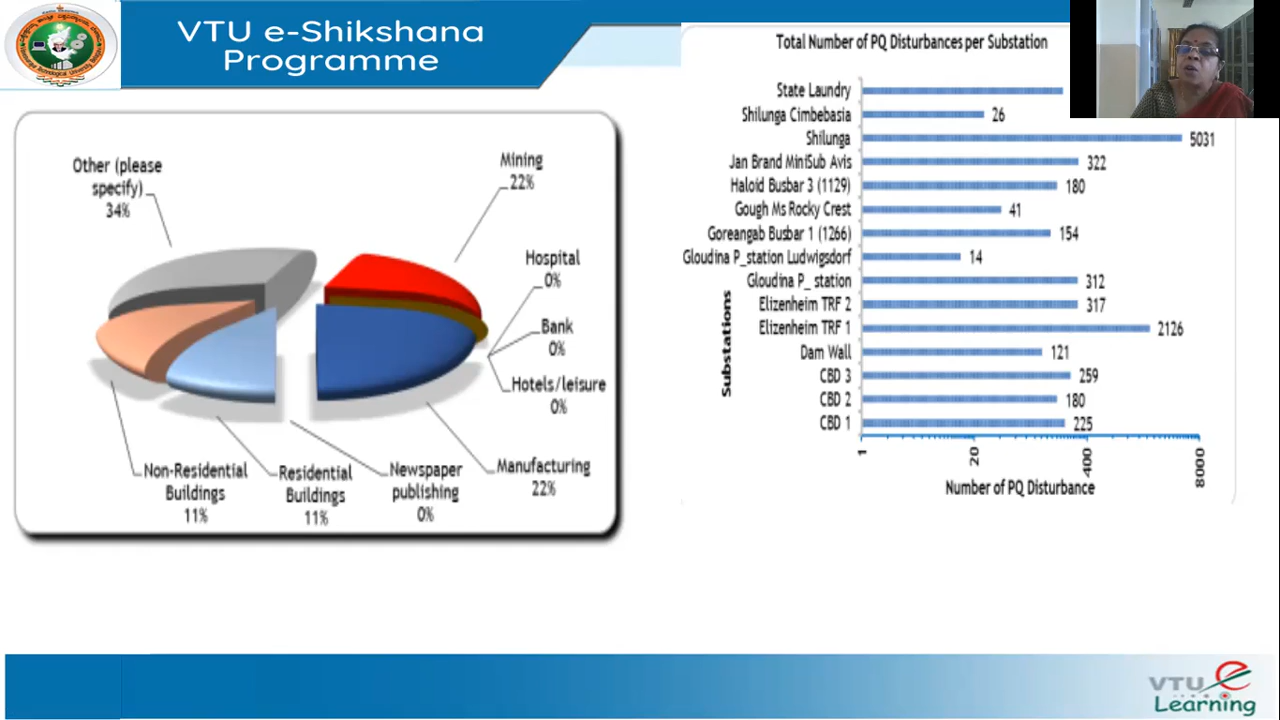 VTU e-Shikshana
Programme
Other (please
specify)
34%
Mining
22%
Hospital
0%
Bank
0%
Hotels/leisure
0%
Manufacturing
22%
Newspaper
publishing
0%
Residential
Buildings
11%
Non-Residential
Buildings
11%
Total Number of PQ Disturbances per Substation
State Laundry
Shilunga Cimbebasia 26
Shilunga 5031
Jan Brand MiniSub Avis 322
Haloid Busbar 3 (1129) 180
Gough Ms Rocky Crest 41
Goreangab Busbar 1 (1266) 154
Gloudina P_station Ludwigsdorf 14
Gloudina P_ station 312
Elizenheim TRF 2 317
Elizenheim TRF 1 2126
Dam Wall 121
CBD 3 259
CBD 2 180
CBD 1 225
Substations
1 20 400 8000
Number of PQ Disturbance
VTU e
Learning